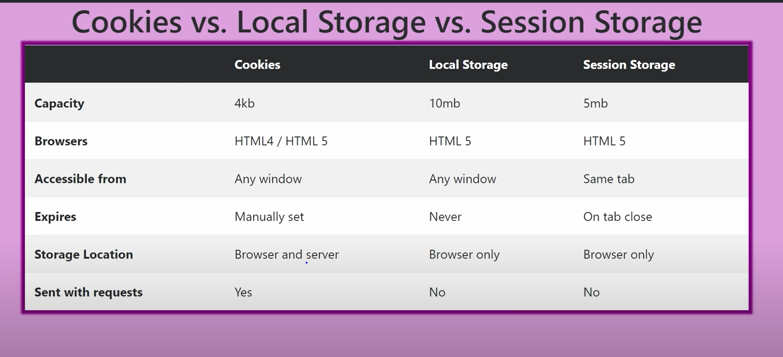 Cookies vs. Local Storage vs. Session Storage
Cookies Local Storage Session Storage
Capacity 4kb 10mb 5mb
Browsers HTML4 / HTML 5 HTML 5 HTML 5
Accessible from Any window Any window Same tab
Expires Manually set Never On tab close
Storage Location Browser and server Browser only Browser only
Sent with requests Yes No No